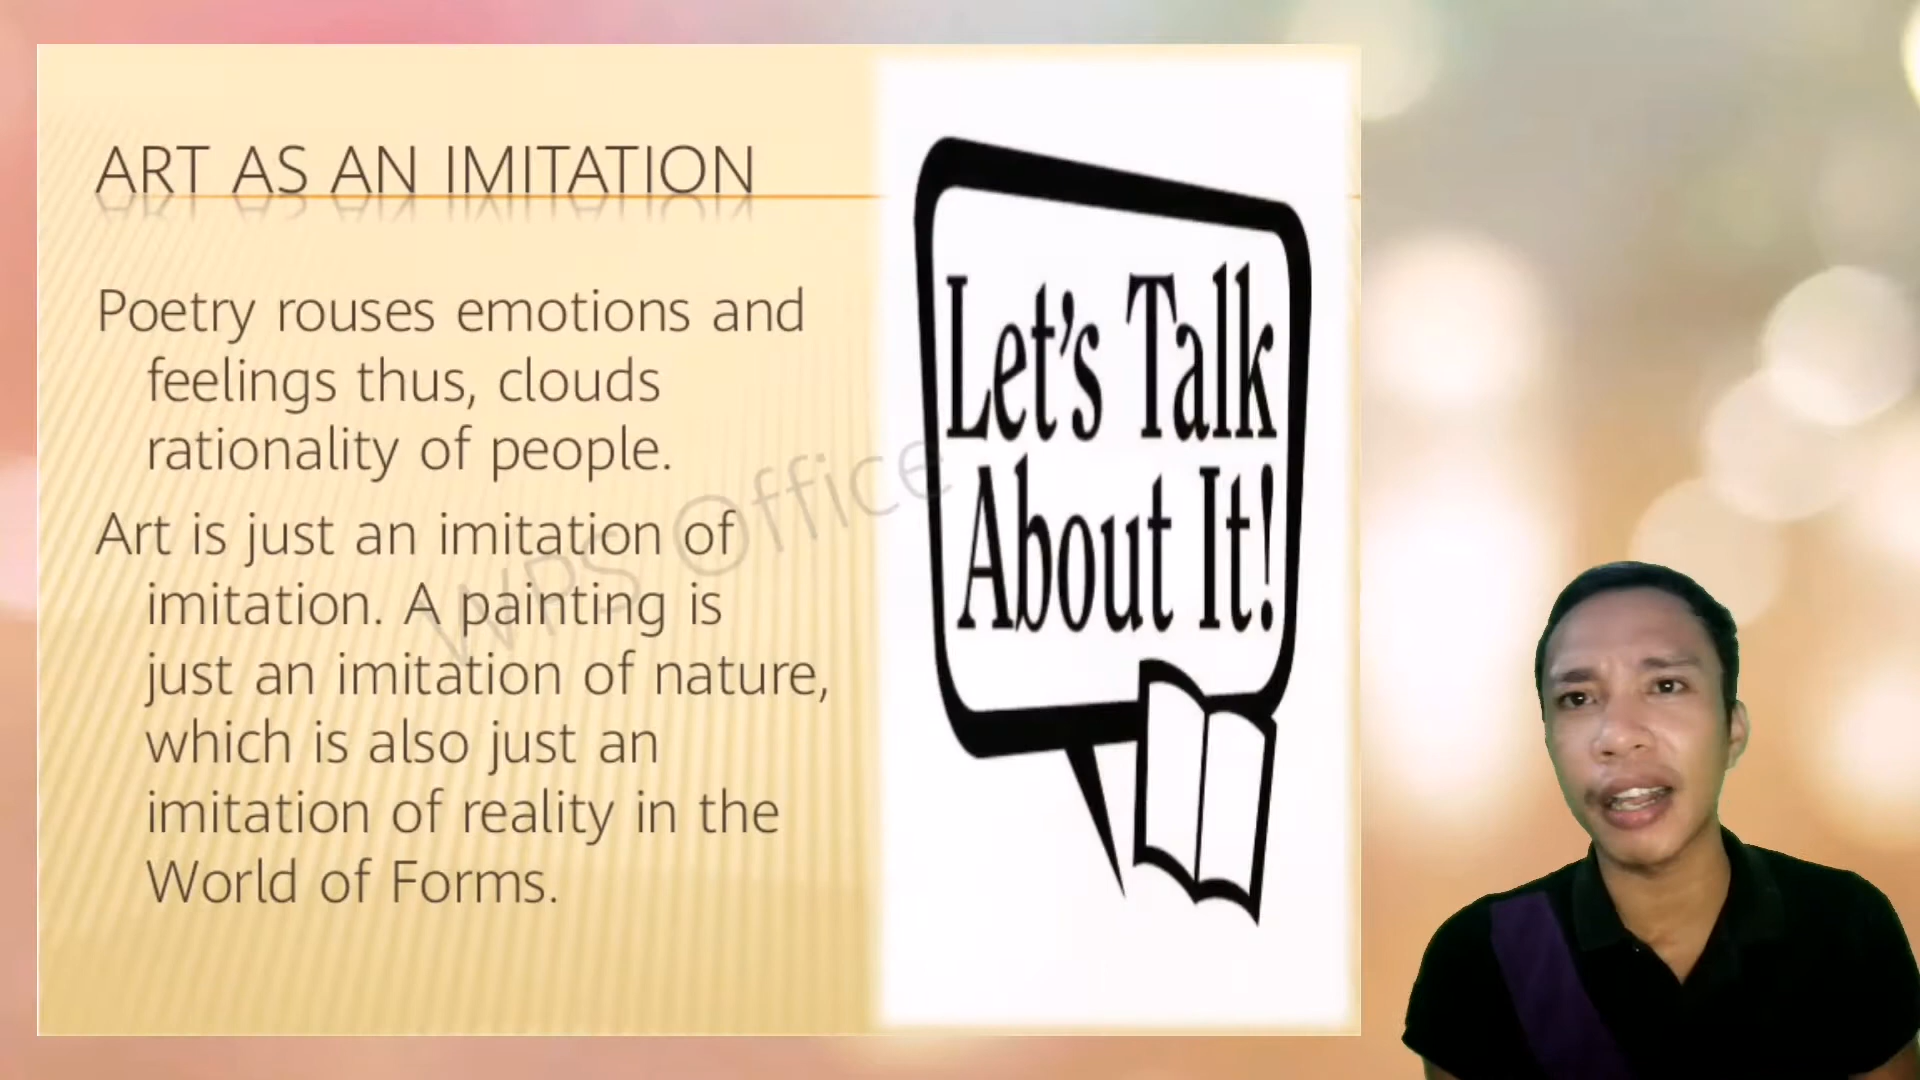 ART AS AN IMITATION
Poetry rouses emotions and
feelings thus, clouds
rationality of people.
Art is just an imitation of
imitation. A painting is
just an imitation of nature,
which is also just an
imitation of reality in the
World of Forms.
WPS Office
Let's Talk
About It!